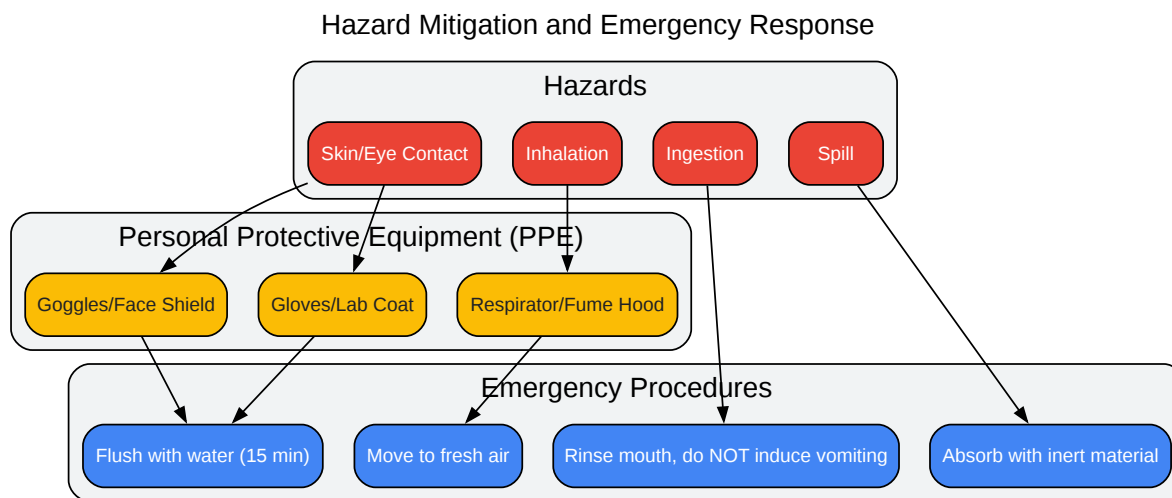 Hazard Mitigation and Emergency Response
Hazards
Skin/Eye Contact
Inhalation
Ingestion
Spill
Personal Protective Equipment (PPE)
Goggles/Face Shield
Gloves/Lab Coat
Respirator/Fume Hood
Emergency Procedures
Flush with water (15 min)
Move to fresh air
Rinse mouth, do NOT induce vomiting
Absorb with inert material